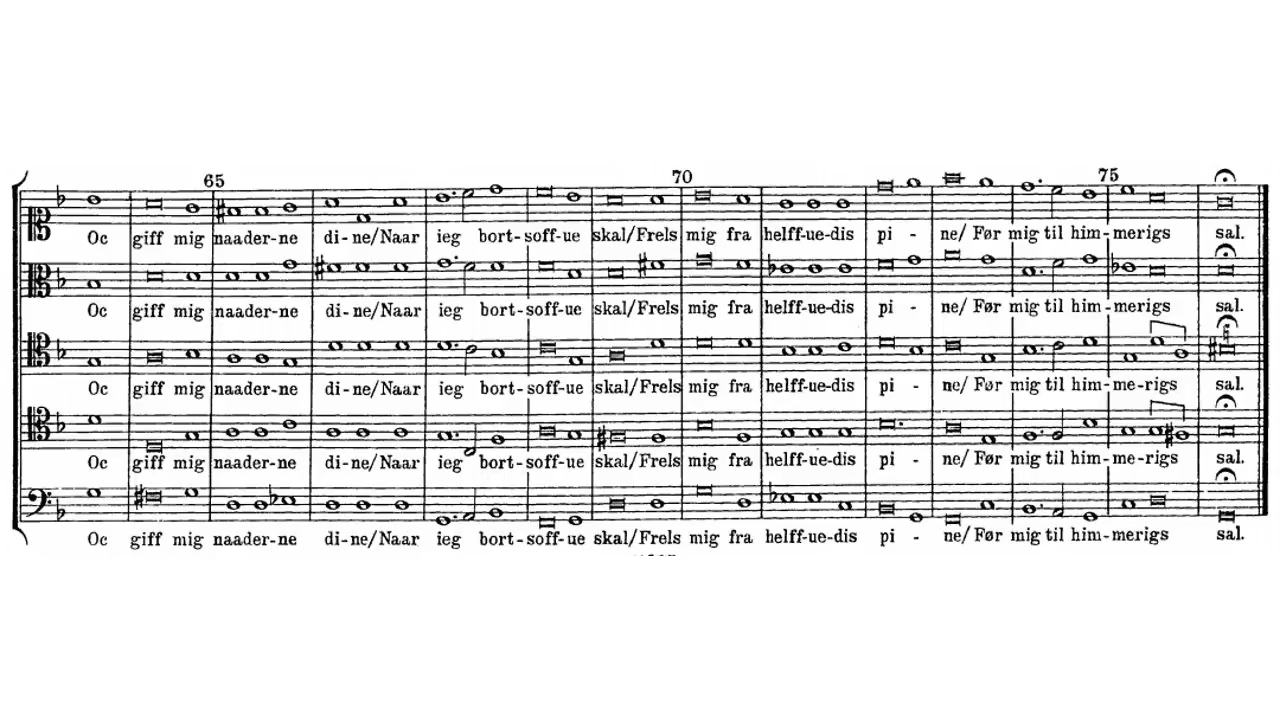 65 70 75
Oc giff mig naader-ne di-ne/Naar ieg bort-soff-ue skal/Frels mig fra helff-ue-dis pi - ne/ Før mig til him-merigs sal.
Oc giff mig naader-ne di-ne/Naar ieg bort-soff-ue skal/Frels mig fra helff-ue-dis pi - ne/ Før mig til him-merigs sal.
Oc giff mig naader-ne di-ne/Naar ieg bort-soff-ue skal/Frels mig fra helff-ue-dis pi - ne/ Før mig til him-me-rigs sal.
Oc giff mig naader-ne di-ne/Naar ieg bort-soff-ue skal/Frels mig fra helff-ue-dis pi - ne/ Før mig til him-me-rigs sal.
Oc giff mig naader-ne di-ne/Naar ieg bort-soff-ue skal/Frels mig fra helff-ue-dis pi - ne/ Før mig til him-merigs sal.